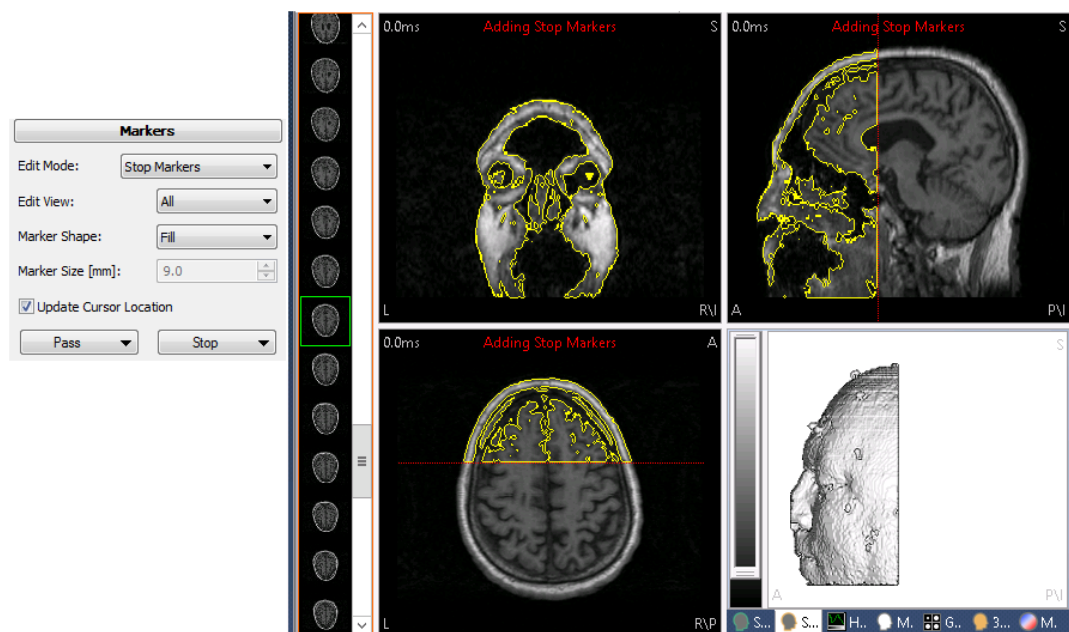 Markers
Edit Mode: Stop Markers
Edit View: All
Marker Shape: Fill
Marker Size [mm]: 9.0
Update Cursor Location
Pass Stop
0.0ms Adding Stop Markers S
L R\I
0.0ms Adding Stop Markers S
A P\I
0.0ms Adding Stop Markers A
L R\P
S
A P\I
S... S... H.. M. G.. 3... M.